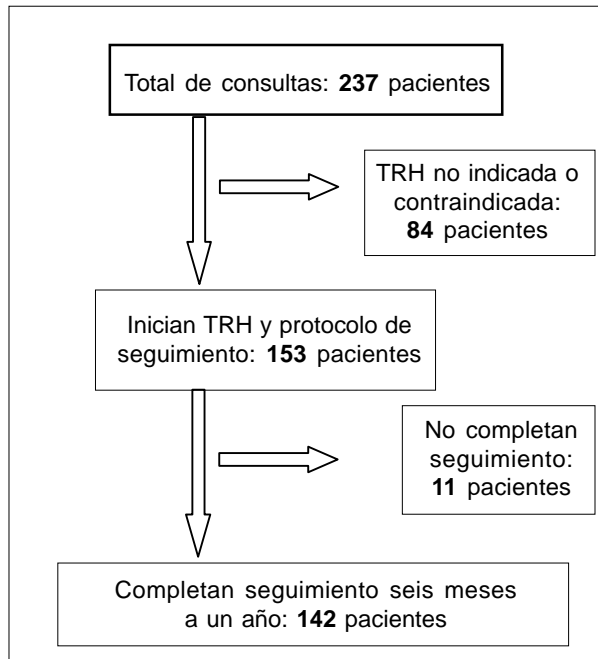 Total de consultas: 237 pacientes
TRH no indicada o
contraindicada:
84 pacientes
Inician TRH y protocolo de
seguimiento: 153 pacientes
No completan
seguimiento:
11 pacientes
Completan seguimiento seis meses
a un año: 142 pacientes